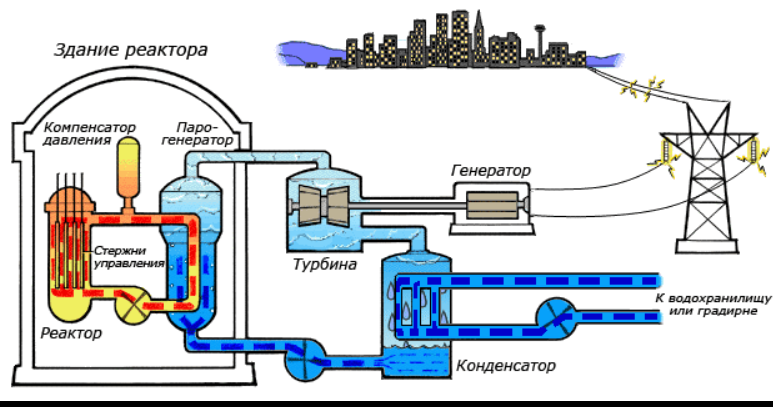 Здание реактора
Компенсатор
давления
Паро-
генератор
Генератор
Стержни
управления
Турбина
Реактор
К водохранилищу
или градирне
Конденсатор